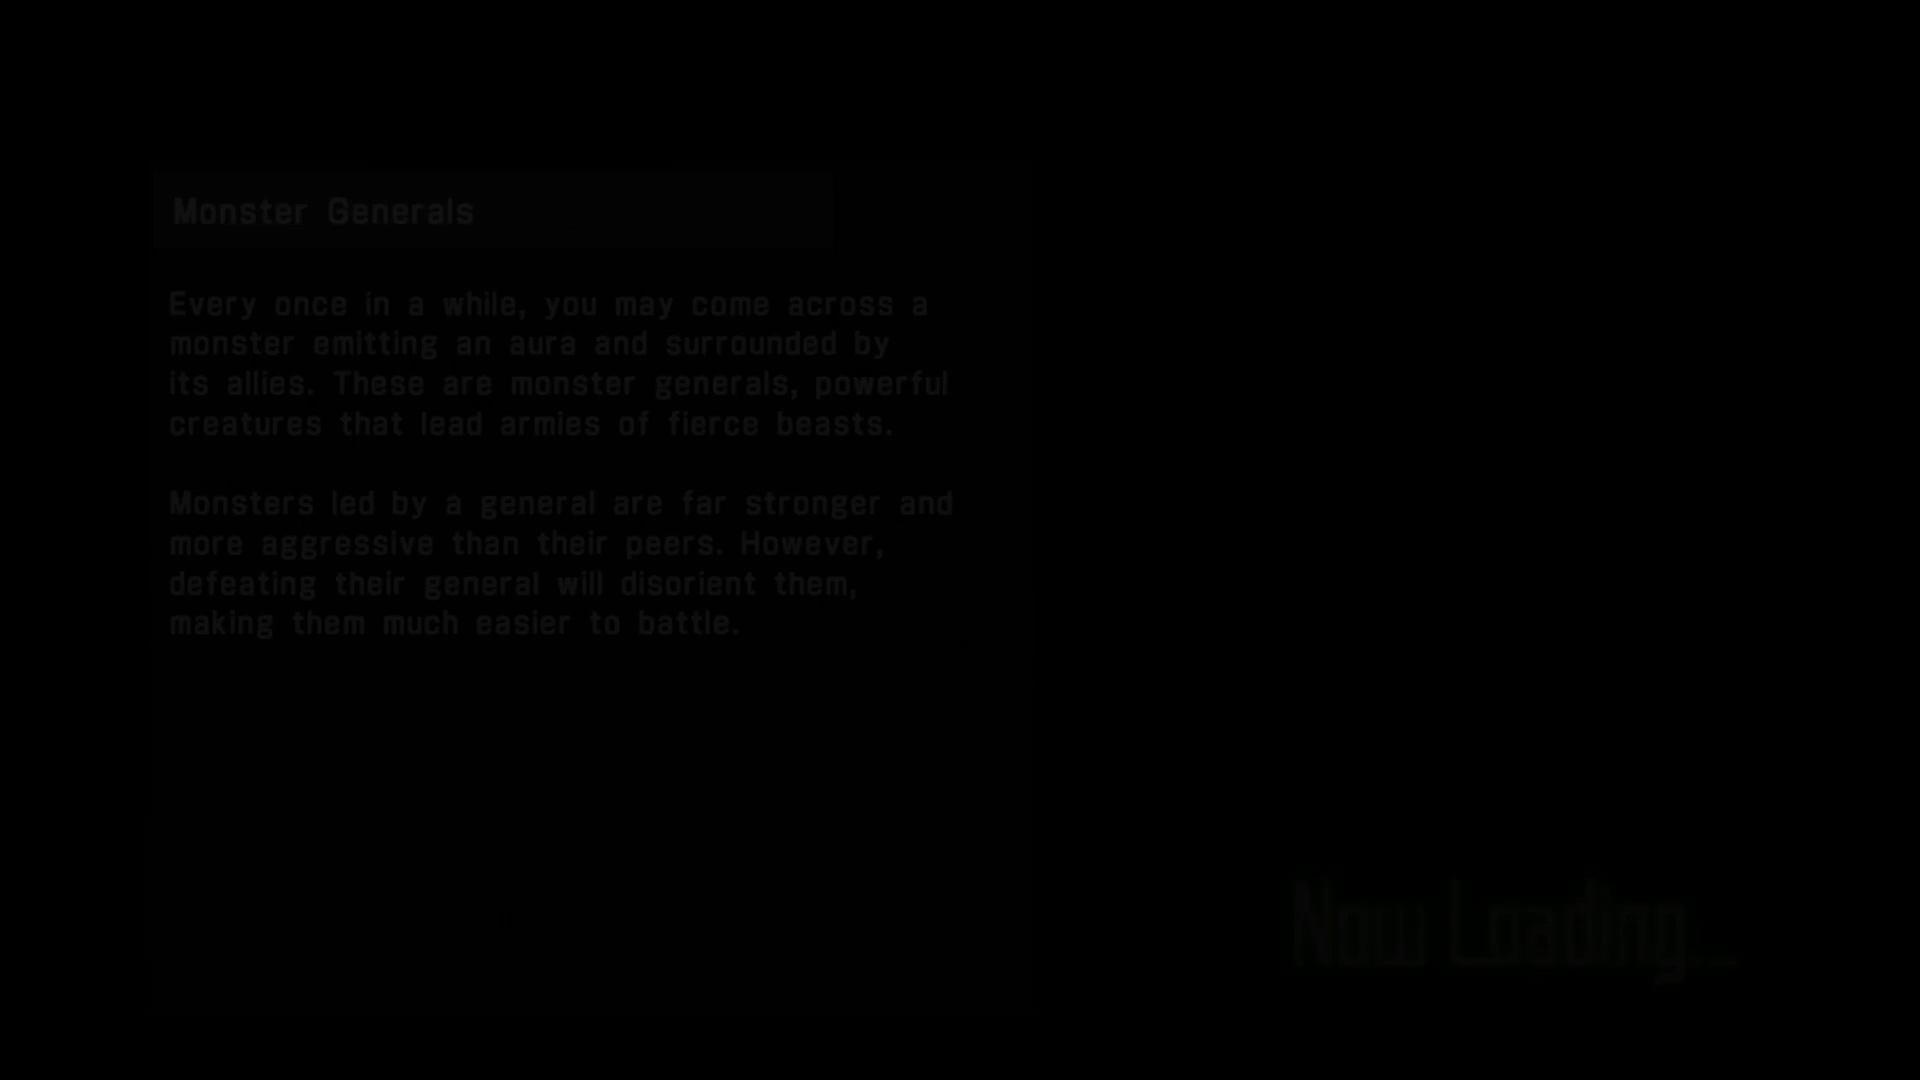 Monster Generals
Every once in a while, you may come across a
monster emitting an aura and surrounded by
its allies. These are monster generals, powerful
creatures that lead armies of fierce beasts.
Monsters led by a general are far stronger and
more aggressive than their peers. However,
defeating their general will disorient them,
making them much easier to battle.
Now Loading...